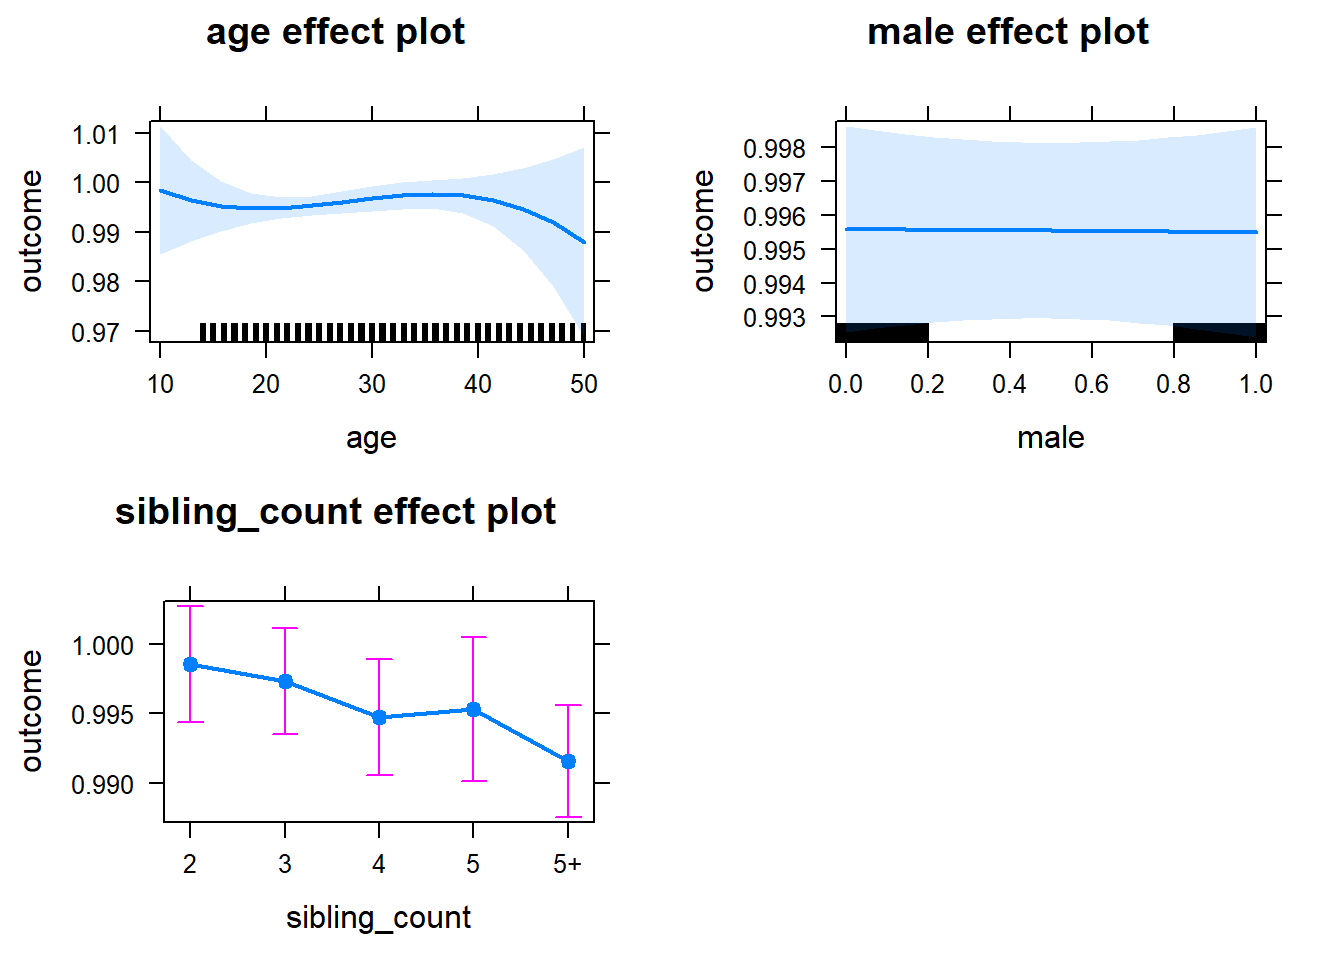 age effect plot
outcome
1.01
1.00
0.99
0.98
0.97
10 20 30 40 50
age
male effect plot
outcome
0.998
0.997
0.996
0.995
0.994
0.993
0.0 0.2 0.4 0.6 0.8 1.0
male
sibling_count effect plot
outcome
1.000
0.995
0.990
2 3 4 5 5+
sibling_count